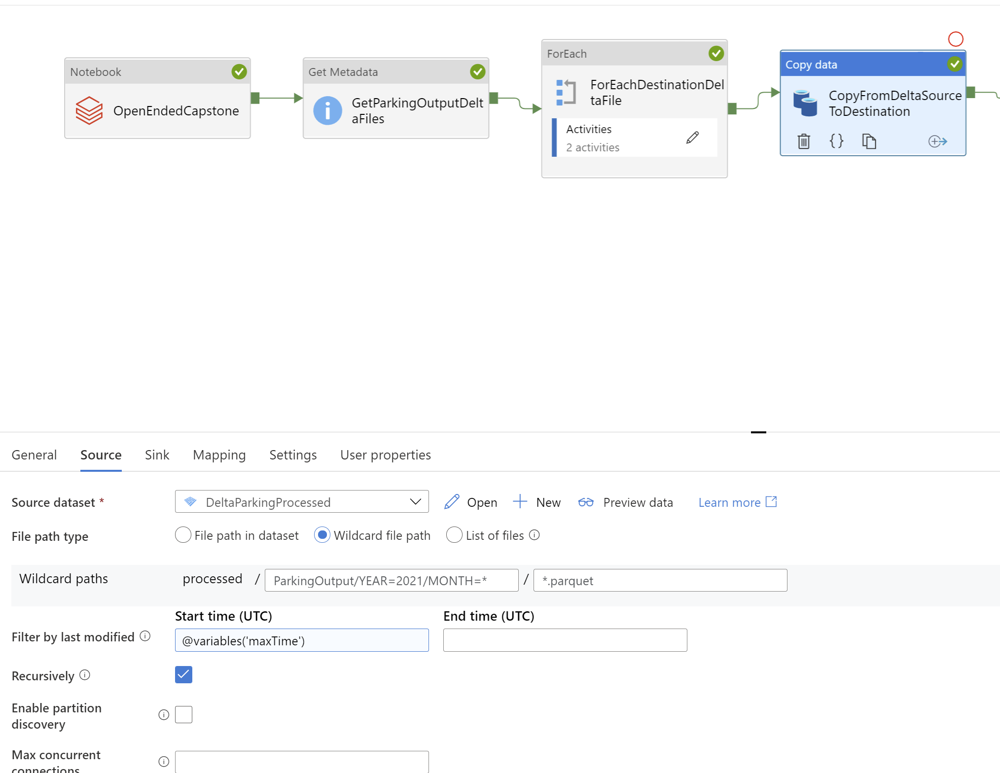 Notebook
OpenEndedCapstone
Get Metadata
GetParkingOutputDelt
aFiles
ForEach
ForEachDestinationDel
taFile
Activities
2 activities
Copy data
CopyFromDeltaSource
ToDestination
General Source Sink Mapping Settings User properties
Source dataset * DeltaParkingProcessed Open New Preview data Learn more
File path type File path in dataset Wildcard file path List of files
Wildcard paths processed / ParkingOutput/YEAR=2021/MONTH=* / *.parquet
Start time (UTC) End time (UTC)
Filter by last modified @variables('maxTime')
Recursively
Enable partition
discovery
Max concurrent
connections